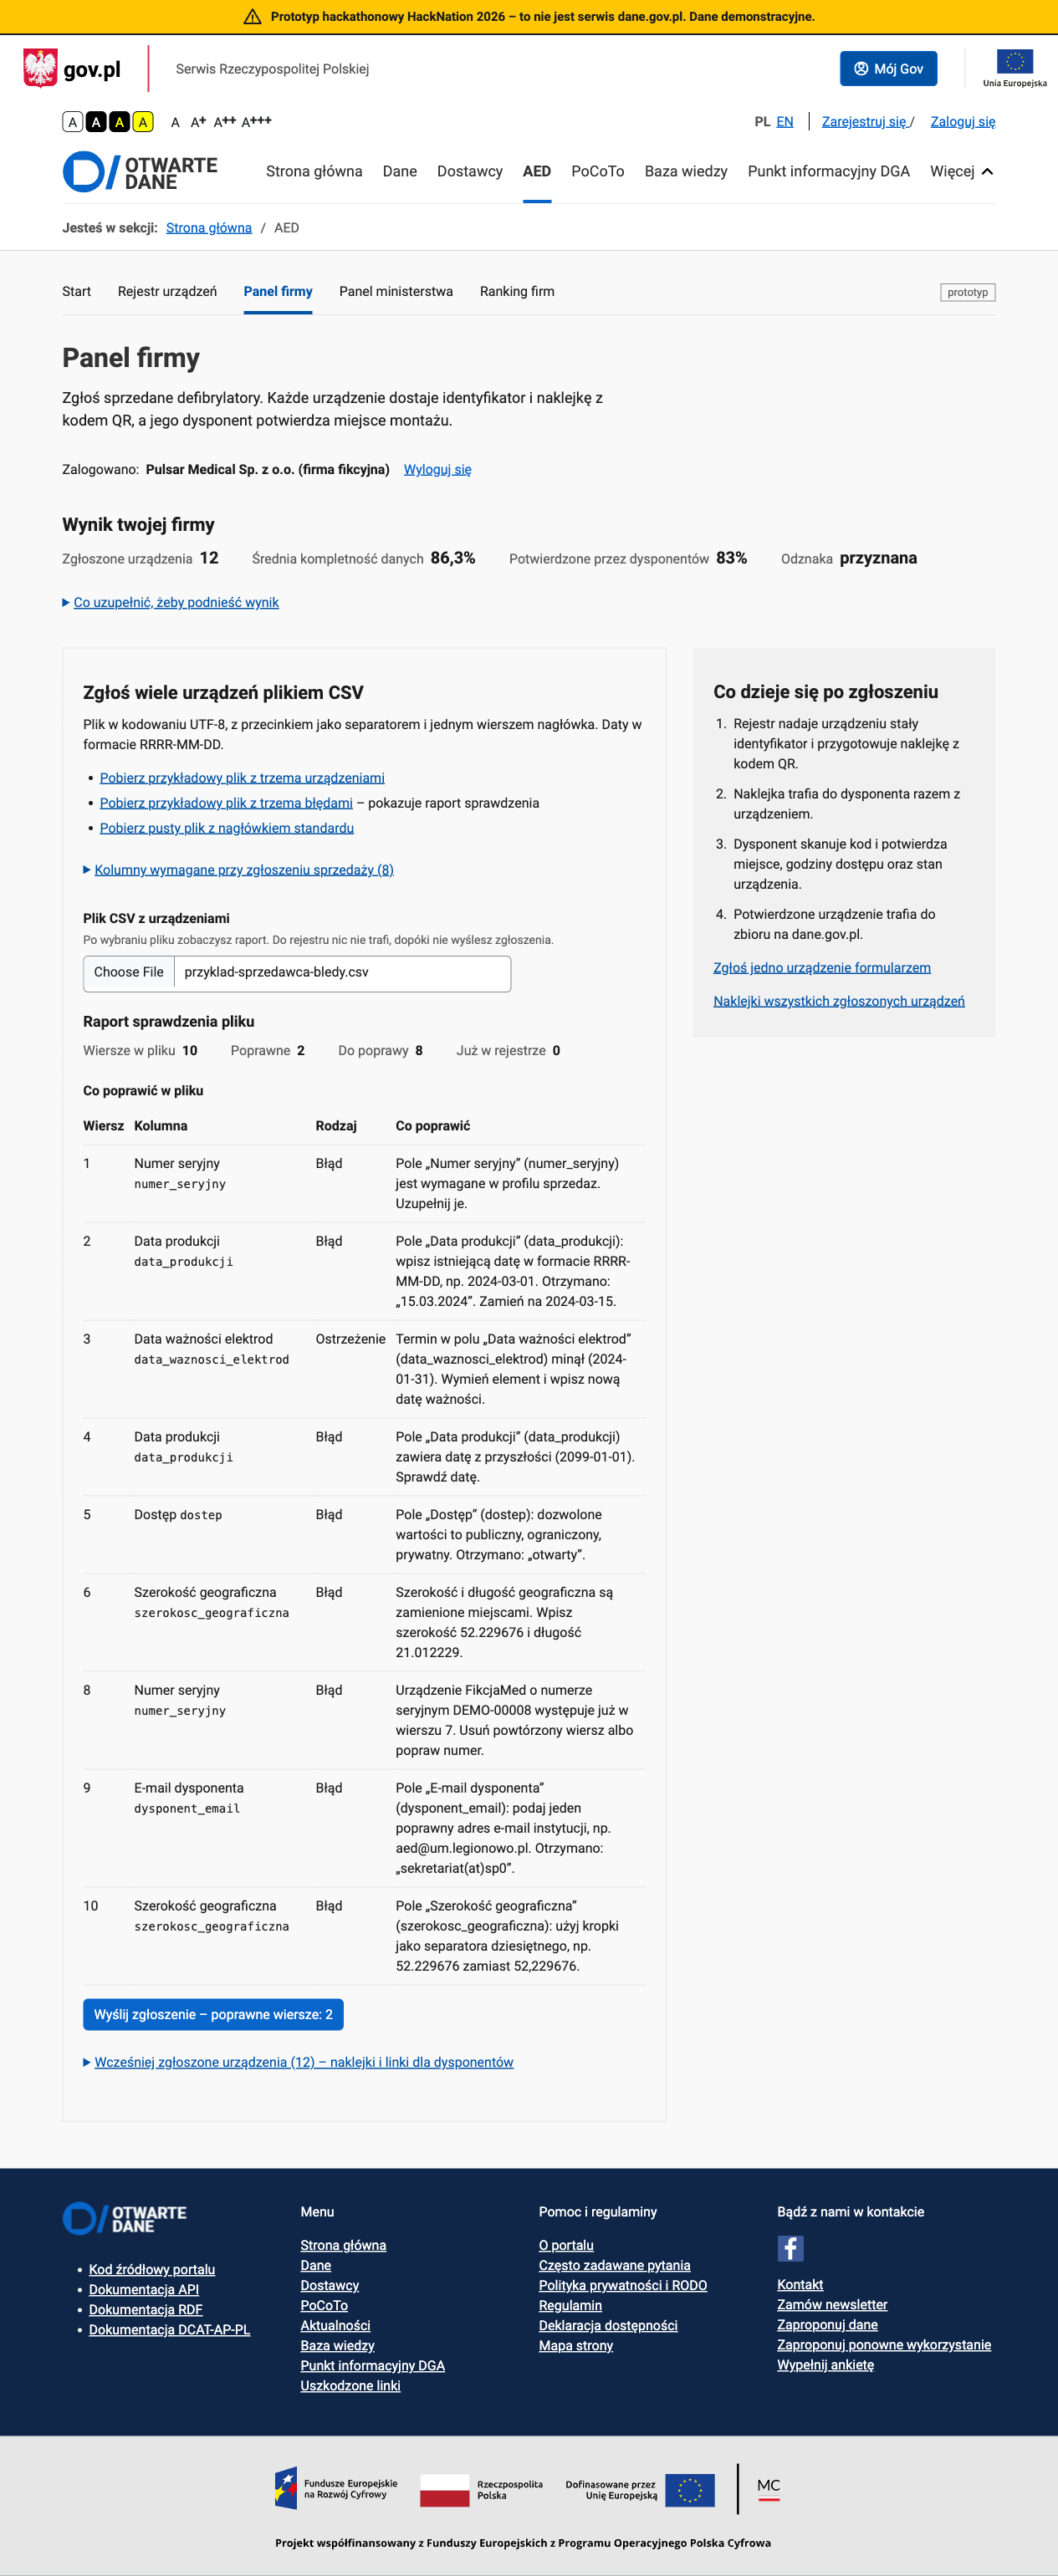 Prototyp hackathonowy HackNation 2026 – to nie jest serwis dane.gov.pl. Dane demonstracyjne.
gov.pl
Serwis Rzeczypospolitej Polskiej
Mój Gov
Unia Europejska
A A A A A A+ A++ A+++
PL EN Zarejestruj się / Zaloguj się
OTWARTE
DANE
Strona główna Dane Dostawcy AED PoCoTo Baza wiedzy Punkt informacyjny DGA Więcej
Jesteś w sekcji: Strona główna / AED
Start Rejestr urządzeń Panel firmy Panel ministerstwa Ranking firm prototyp
Panel firmy
Zgłoś sprzedane defibrylatory. Każde urządzenie dostaje identyfikator i naklejkę z
kodem QR, a jego dysponent potwierdza miejsce montażu.
Zalogowano: Pulsar Medical Sp. z o.o. (firma fikcyjna) Wyloguj się
Wynik twojej firmy
Zgłoszone urządzenia 12 Średnia kompletność danych 86,3% Potwierdzone przez dysponentów 83% Odznaka przyznana
Co uzupełnić, żeby podnieść wynik
Zgłoś wiele urządzeń plikiem CSV
Plik w kodowaniu UTF-8, z przecinkiem jako separatorem i jednym wierszem nagłówka. Daty w
formacie RRRR-MM-DD.
• Pobierz przykładowy plik z trzema urządzeniami
• Pobierz przykładowy plik z trzema błędami – pokazuje raport sprawdzenia
• Pobierz pusty plik z nagłówkiem standardu
Kolumny wymagane przy zgłoszeniu sprzedaży (8)
Plik CSV z urządzeniami
Po wybraniu pliku zobaczysz raport. Do rejestru nic nie trafi, dopóki nie wyślesz zgłoszenia.
Choose File przyklad-sprzedawca-bledy.csv
Raport sprawdzenia pliku
Wiersze w pliku 10 Poprawne 2 Do poprawy 8 Już w rejestrze 0
Co poprawić w pliku
Wiersz Kolumna Rodzaj Co poprawić
1 Numer seryjny Błąd Pole „Numer seryjny” (numer_seryjny)
numer_seryjny jest wymagane w profilu sprzedaz.
Uzupełnij je.
2 Data produkcji Błąd Pole „Data produkcji” (data_produkcji):
data_produkcji wpisz istniejącą datę w formacie RRRR-
MM-DD, np. 2024-03-01. Otrzymano:
„15.03.2024”. Zamień na 2024-03-15.
3 Data ważności elektrod Ostrzeżenie Termin w polu „Data ważności elektrod”
data_waznosci_elektrod (data_waznosci_elektrod) minął (2024-
01-31). Wymień element i wpisz nową
datę ważności.
4 Data produkcji Błąd Pole „Data produkcji” (data_produkcji)
data_produkcji zawiera datę z przyszłości (2099-01-01).
Sprawdź datę.
5 Dostęp dostep Błąd Pole „Dostęp” (dostep): dozwolone
wartości to publiczny, ograniczony,
prywatny. Otrzymano: „otwarty”.
6 Szerokość geograficzna Błąd Szerokość i długość geograficzna są
szerokosc_geograficzna zamienione miejscami. Wpisz
szerokość 52.229676 i długość
21.012229.
8 Numer seryjny Błąd Urządzenie FikcjaMed o numerze
numer_seryjny seryjnym DEMO-00008 występuje już w
wierszu 7. Usuń powtórzony wiersz albo
popraw numer.
9 E-mail dysponenta Błąd Pole „E-mail dysponenta”
dysponent_email (dysponent_email): podaj jeden
poprawny adres e-mail instytucji, np.
aed@um.legionowo.pl. Otrzymano:
„sekretariat(at)sp0”.
10 Szerokość geograficzna Błąd Pole „Szerokość geograficzna”
szerokosc_geograficzna (szerokosc_geograficzna): użyj kropki
jako separatora dziesiętnego, np.
52.229676 zamiast 52,229676.
Wyślij zgłoszenie – poprawne wiersze: 2
Wcześniej zgłoszone urządzenia (12) – naklejki i linki dla dysponentów
Co dzieje się po zgłoszeniu
1. Rejestr nadaje urządzeniu stały
identyfikator i przygotowuje naklejkę z
kodem QR.
2. Naklejka trafia do dysponenta razem z
urządzeniem.
3. Dysponent skanuje kod i potwierdza
miejsce, godziny dostępu oraz stan
urządzenia.
4. Potwierdzone urządzenie trafia do
zbioru na dane.gov.pl.
Zgłoś jedno urządzenie formularzem
Naklejki wszystkich zgłoszonych urządzeń
OTWARTE
DANE
• Kod źródłowy portalu
• Dokumentacja API
• Dokumentacja RDF
• Dokumentacja DCAT-AP-PL
Menu
Strona główna
Dane
Dostawcy
PoCoTo
Aktualności
Baza wiedzy
Punkt informacyjny DGA
Uszkodzone linki
Pomoc i regulaminy
O portalu
Często zadawane pytania
Polityka prywatności i RODO
Regulamin
Deklaracja dostępności
Mapa strony
Bądź z nami w kontakcie
f
Kontakt
Zamów newsletter
Zaproponuj dane
Zaproponuj ponowne wykorzystanie
Wypełnij ankietę
Fundusze Europejskie
na Rozwój Cyfrowy
Rzeczpospolita
Polska
Dofinasowane przez
Unię Europejską
MC
Projekt współfinansowany z Funduszy Europejskich z Programu Operacyjnego Polska Cyfrowa